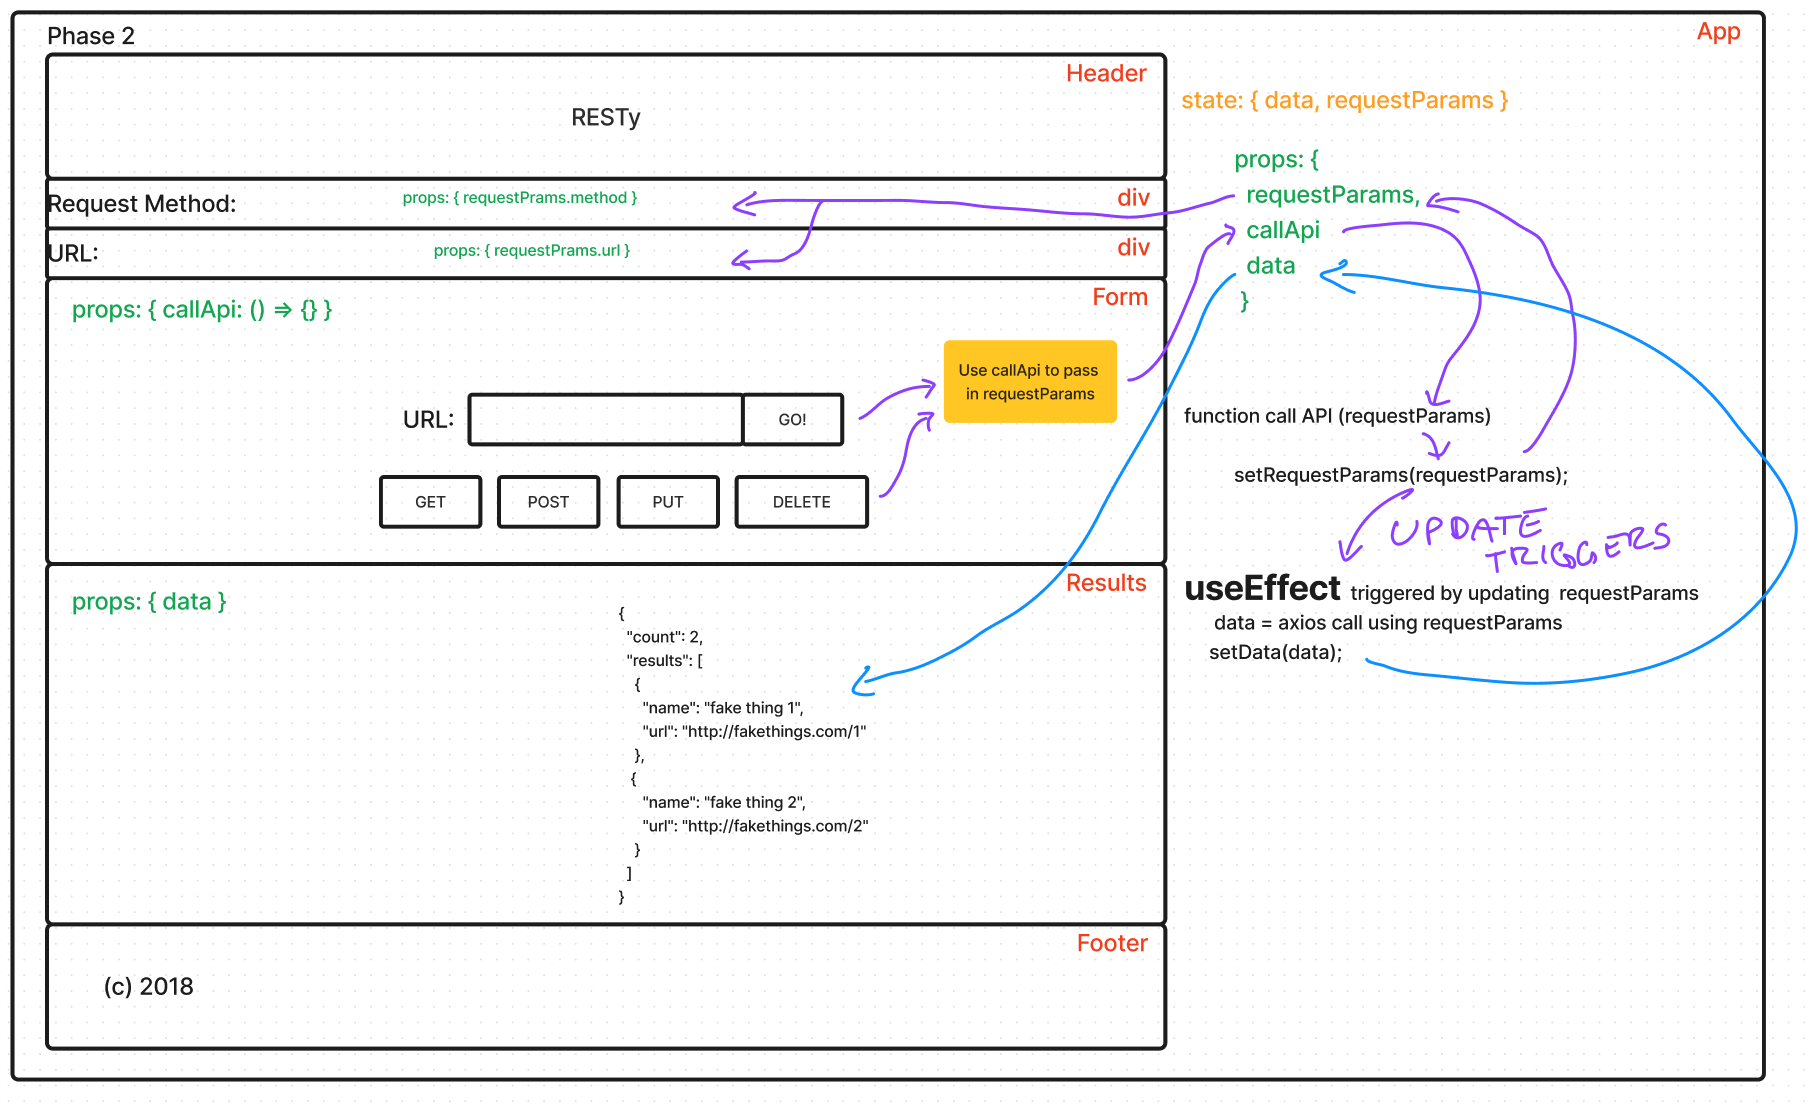 App
Phase 2
Header
RESTy
state: { data, requestParams }
props: {
requestParams,
callApi
data
}
Request Method:
props: { requestPrams.method }
div
URL:
props: { requestPrams.url }
div
Form
props: { callApi: () => {} }
Use callApi to pass
in requestParams
URL:
GO!
GET
POST
PUT
DELETE
function call API (requestParams)
setRequestParams(requestParams);
UPDATE
TRIGGERS
useEffect triggered by updating requestParams
data = axios call using requestParams
setData(data);
Results
props: { data }
{
"count": 2,
"results": [
{
"name": "fake thing 1",
"url": "http://fakethings.com/1"
},
{
"name": "fake thing 2",
"url": "http://fakethings.com/2"
}
]
}
Footer
(c) 2018